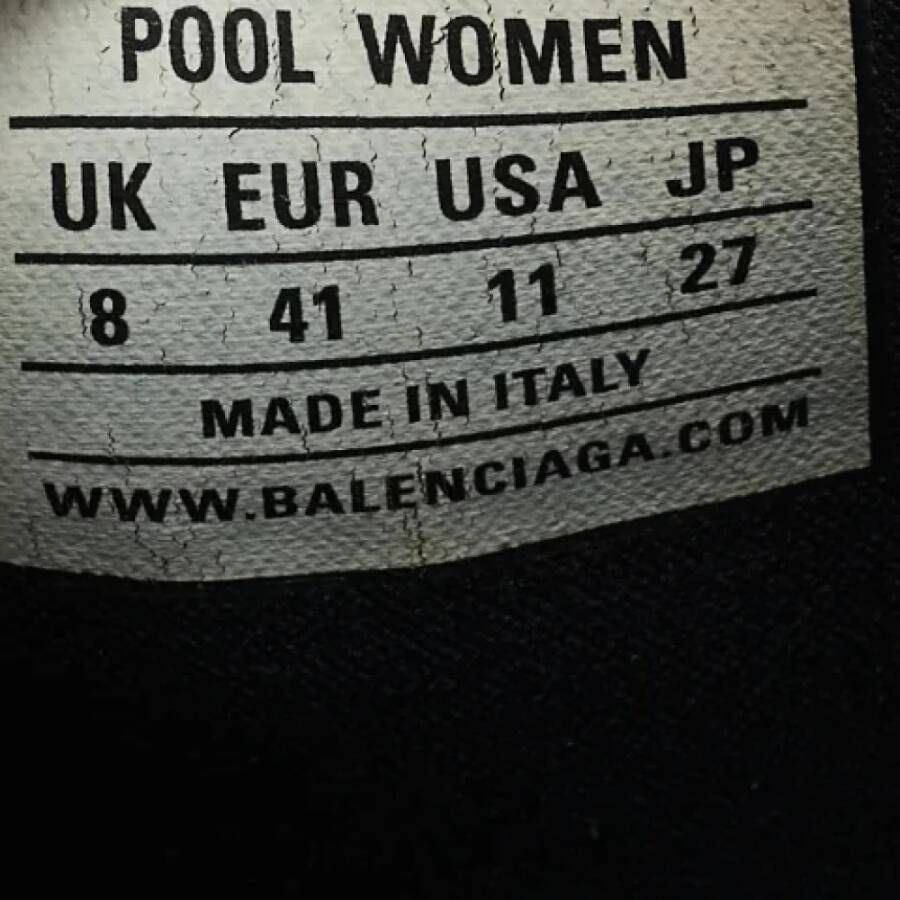 POOL WOMEN
UK EUR USA JP
8 41 11 27
MADE IN ITALY
WWW.BALENCIAGA.COM